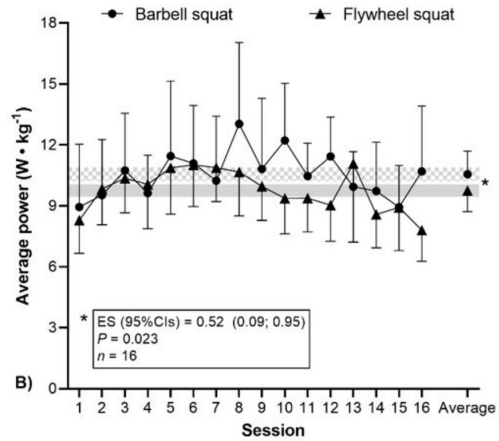 Barbell squat Flywheel squat
Average power (W • kg-1)
18
15
12
9
6
3
0
*
* ES (95%CIs) = 0.52 (0.09; 0.95)
P = 0.023
n = 16
B)
1 2 3 4 5 6 7 8 9 10 11 12 13 14 15 16 Average
Session